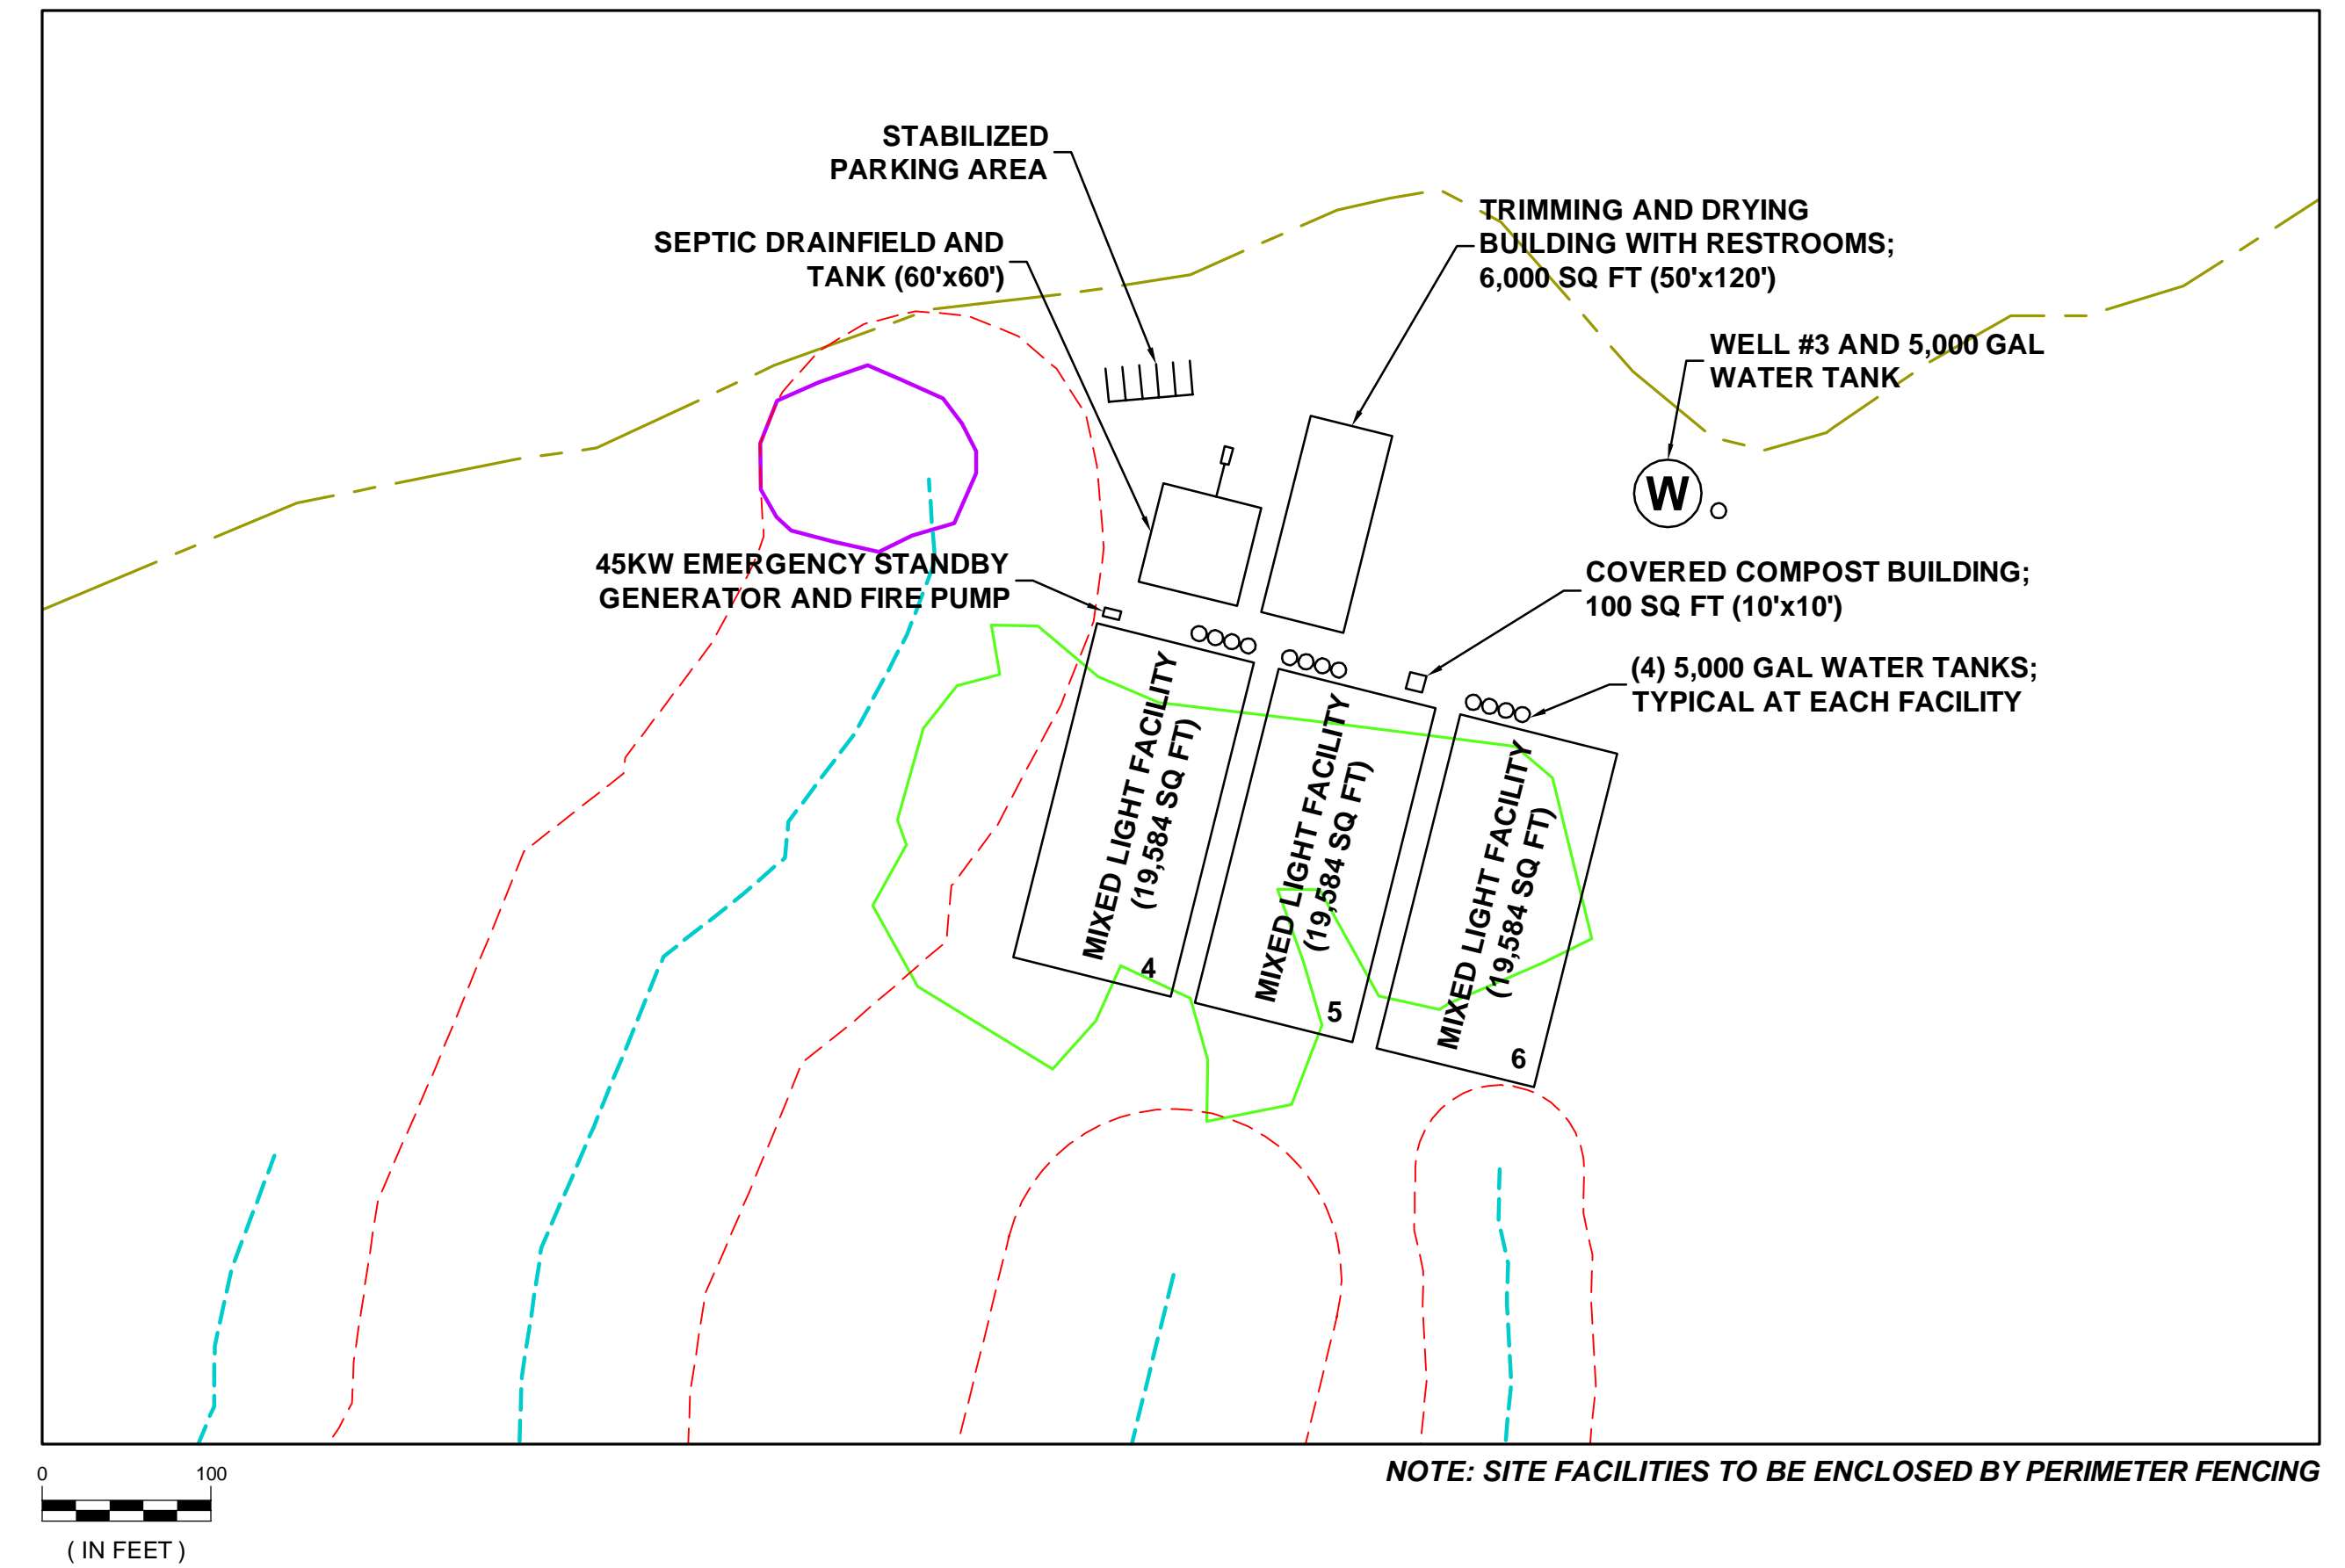 STABILIZED
PARKING AREA
SEPTIC DRAINFIELD AND
TANK (60'x60')
TRIMMING AND DRYING
BUILDING WITH RESTROOMS;
6,000 SQ FT (50'x120')
WELL #3 AND 5,000 GAL
WATER TANK
W
45KW EMERGENCY STANDBY
GENERATOR AND FIRE PUMP
COVERED COMPOST BUILDING;
100 SQ FT (10'x10')
(4) 5,000 GAL WATER TANKS;
TYPICAL AT EACH FACILITY
MIXED LIGHT FACILITY
(19,584 SQ FT)
4
MIXED LIGHT FACILITY
(19,584 SQ FT)
5
MIXED LIGHT FACILITY
(19,584 SQ FT)
6
0 100
( IN FEET )
NOTE: SITE FACILITIES TO BE ENCLOSED BY PERIMETER FENCING